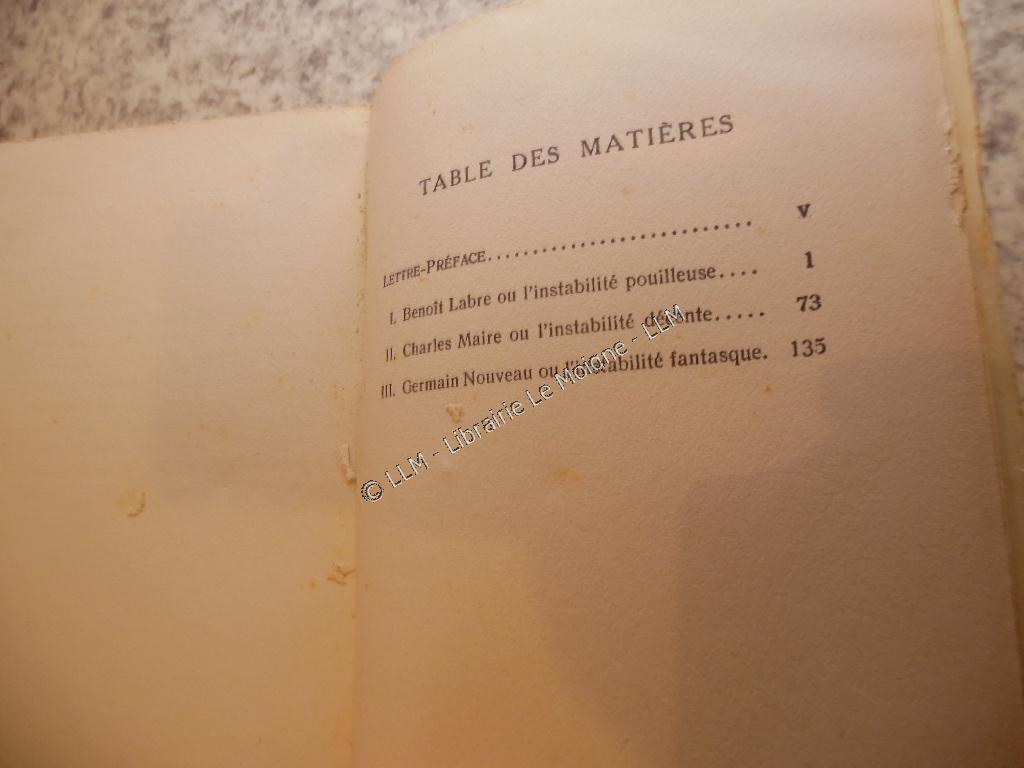 TABLE DES MATIÈRES
LETTRE-PRÉFACE........................... V
I. Benoît Labre ou l'instabilité pouilleuse.... 1
II. Charles Maire ou l'instabilité ..... 73
III. Germain Nouveau ou l'instabilité fantasque. 135
© LLM - Librairie Le Moigne - LLM